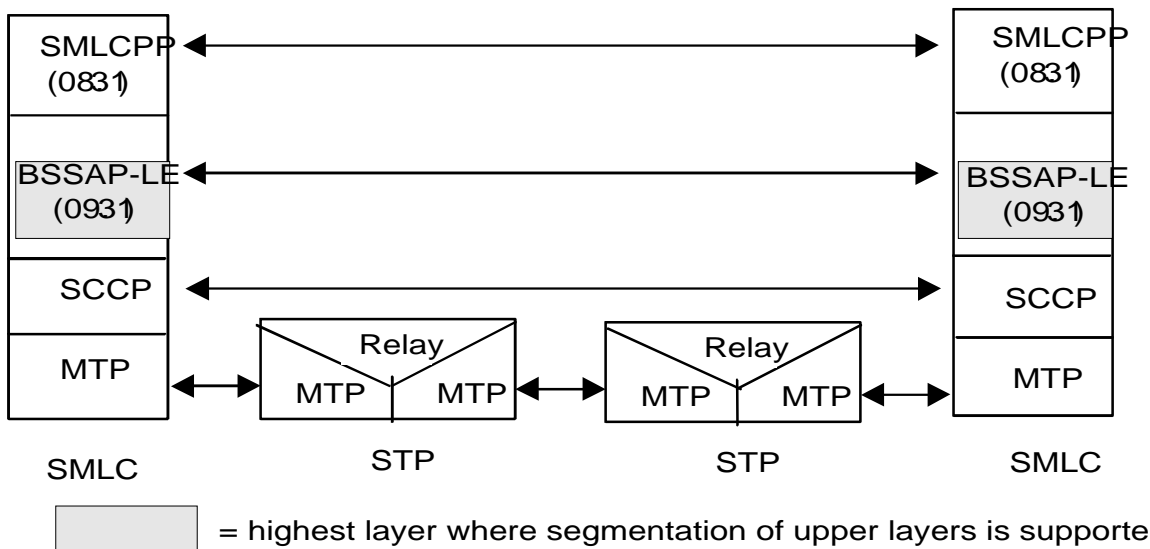 SMLCPP
(0831)
SMLCPP
(0831)
BSSAP-LE
(0931)
BSSAP-LE
(0931)
SCCP
SCCP
Relay
Relay
MTP
MTP
MTP
MTP
MTP
MTP
SMLC
STP
STP
SMLC
= highest layer where segmentation of upper layers is supporte